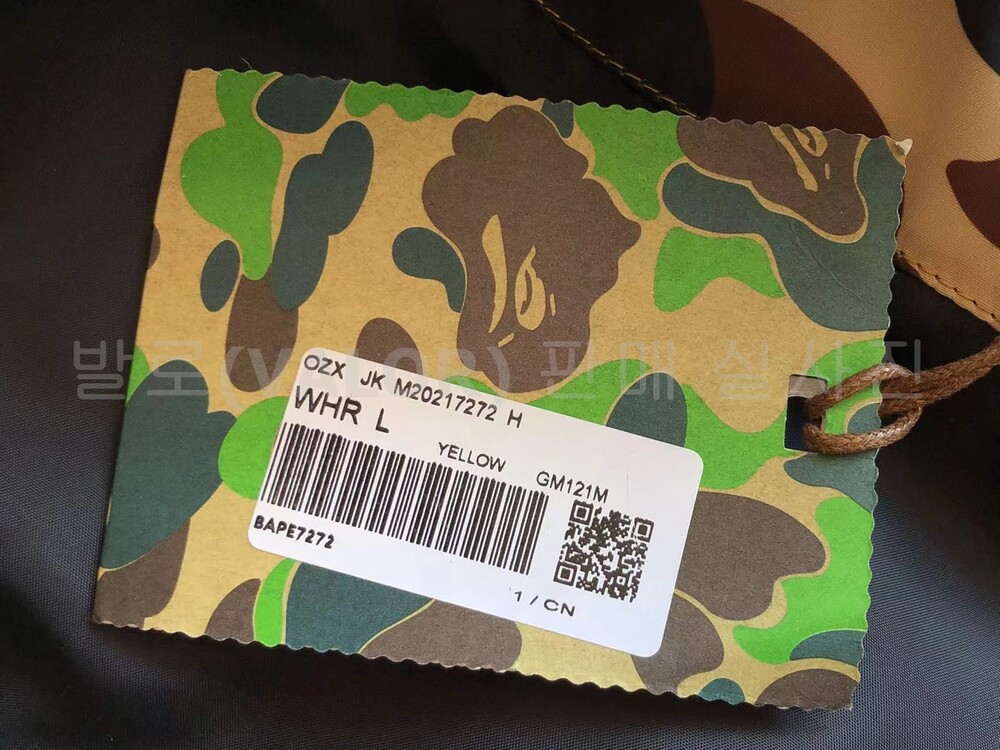 발로(VALOR) 판매 실사진
OZX JK M20217272 H
WHR L
YELLOW GM121M
BAPE7272
1 / CN